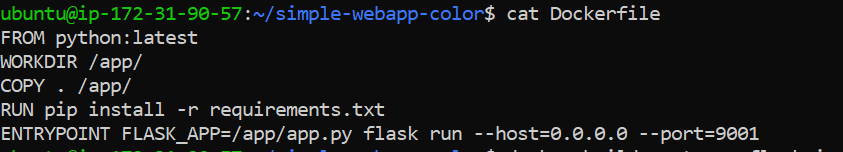 ubuntu@ip-172-31-90-57:~/simple-webapp-color$ cat Dockerfile
FROM python:latest
WORKDIR /app/
COPY . /app/
RUN pip install -r requirements.txt
ENTRYPOINT FLASK_APP=/app/app.py flask run --host=0.0.0.0 --port=9001